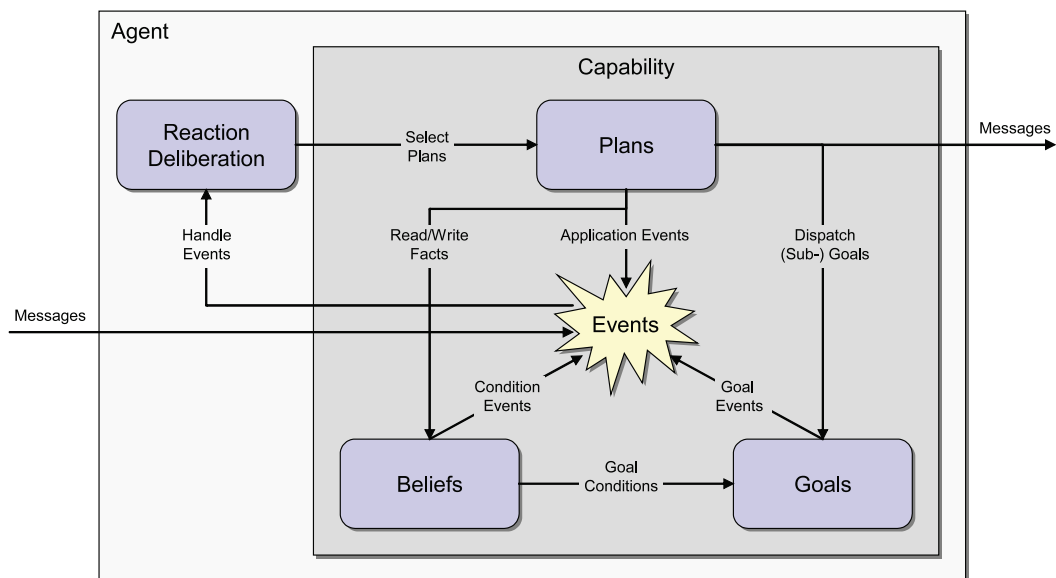 Agent
Capability
Reaction
Deliberation
Select
Plans
Plans
Messages
Handle
Events
Read/Write
Facts
Application Events
Dispatch
(Sub-) Goals
Messages
Events
Condition
Events
Goal
Events
Beliefs
Goal
Conditions
Goals